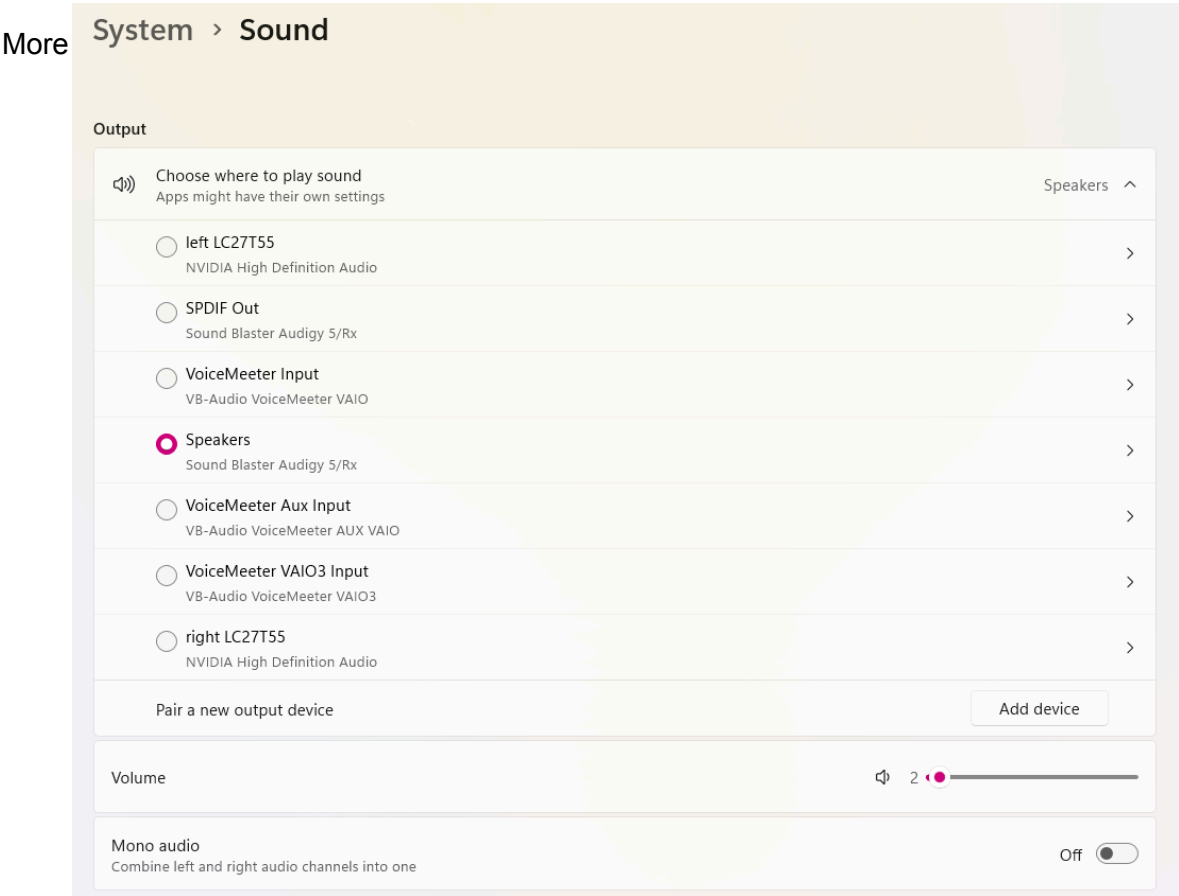 More
System > Sound
Output
Choose where to play sound
Apps might have their own settings
Speakers
left LC27T55
NVIDIA High Definition Audio
SPDIF Out
Sound Blaster Audigy 5/Rx
VoiceMeeter Input
VB-Audio VoiceMeeter VAIO
Speakers
Sound Blaster Audigy 5/Rx
VoiceMeeter Aux Input
VB-Audio VoiceMeeter AUX VAIO
VoiceMeeter VAIO3 Input
VB-Audio VoiceMeeter VAIO3
right LC27T55
NVIDIA High Definition Audio
Pair a new output device
Add device
Volume
2
Mono audio
Combine left and right audio channels into one
Off